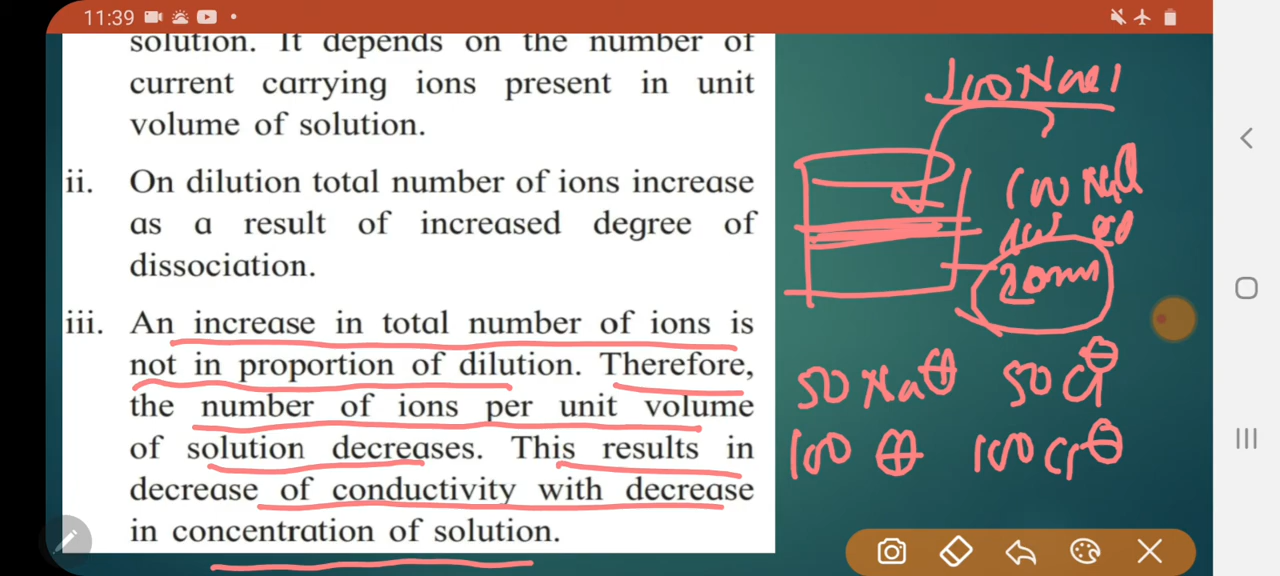 11:39
solution. It depends on the number of
current carrying ions present in unit
volume of solution.
ii. On dilution total number of ions increase
as a result of increased degree of
dissociation.
iii. An increase in total number of ions is
not in proportion of dilution. Therefore,
the number of ions per unit volume
of solution decreases. This results in
decrease of conductivity with decrease
in concentration of solution.
100 NaCl
100 NaCl
20 mm
50 Na⊕ 50 Cl⊖
100 ⊕ 100 Cl⊖